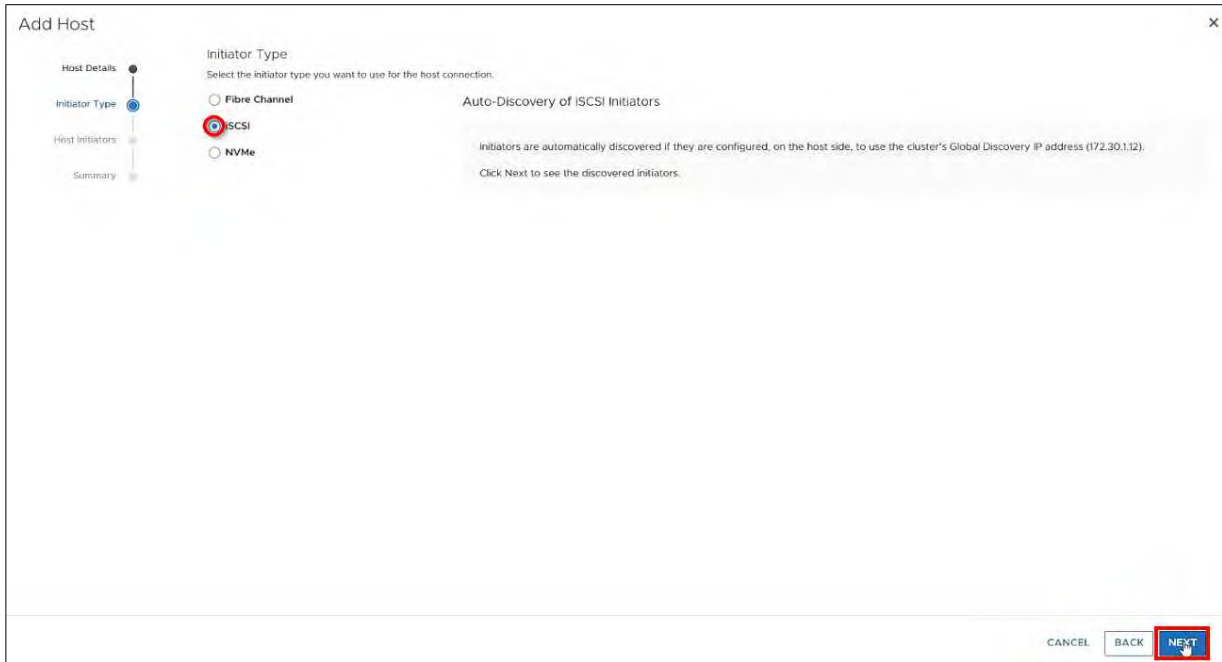 Add Host
Host Details
Initiator Type
Host Initiators
Summary
Initiator Type
Select the initiator type you want to use for the host connection.
Fibre Channel
iSCSI
NVMe
Auto-Discovery of iSCSI Initiators
Initiators are automatically discovered if they are configured, on the host side, to use the cluster's Global Discovery IP address (172.30.1.12).
Click Next to see the discovered initiators.
CANCEL BACK NEXT